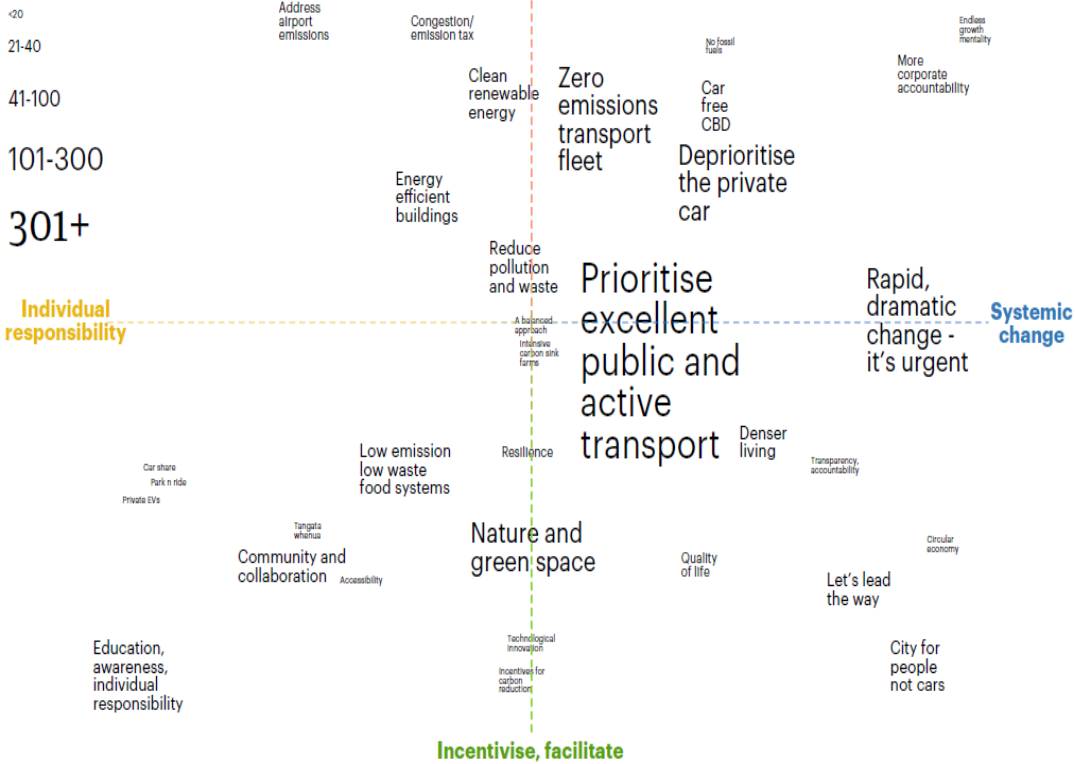 <20
21-40
41-100
101-300
301+
Address
airport
emissions
Congestion/
emission tax
Clean
renewable
energy
Zero
emissions
transport
fleet
No fossil
fuels
Car
free
CBD
Endless
growth
mentality
More
corporate
accountability
Deprioritise
the private
car
Energy
efficient
buildings
Reduce
pollution
and waste
Individual
responsibility
A balanced
approach
Intensive
carbon sink
farms
Prioritise
excellent
public and
active
transport
Rapid,
dramatic
change -
it's urgent
Systemic
change
Denser
living
Transparency,
accountability
Low emission
low waste
food systems
Resilience
Car share
Park n ride
Private EVs
Tangata
whenua
Community and
collaboration
Accessibility
Nature and
green space
Quality
of life
Circular
economy
Let's lead
the way
Education,
awareness,
individual
responsibility
Technological
Innovation
Incentives for
carbon
reduction
City for
people
not cars
Incentivise, facilitate